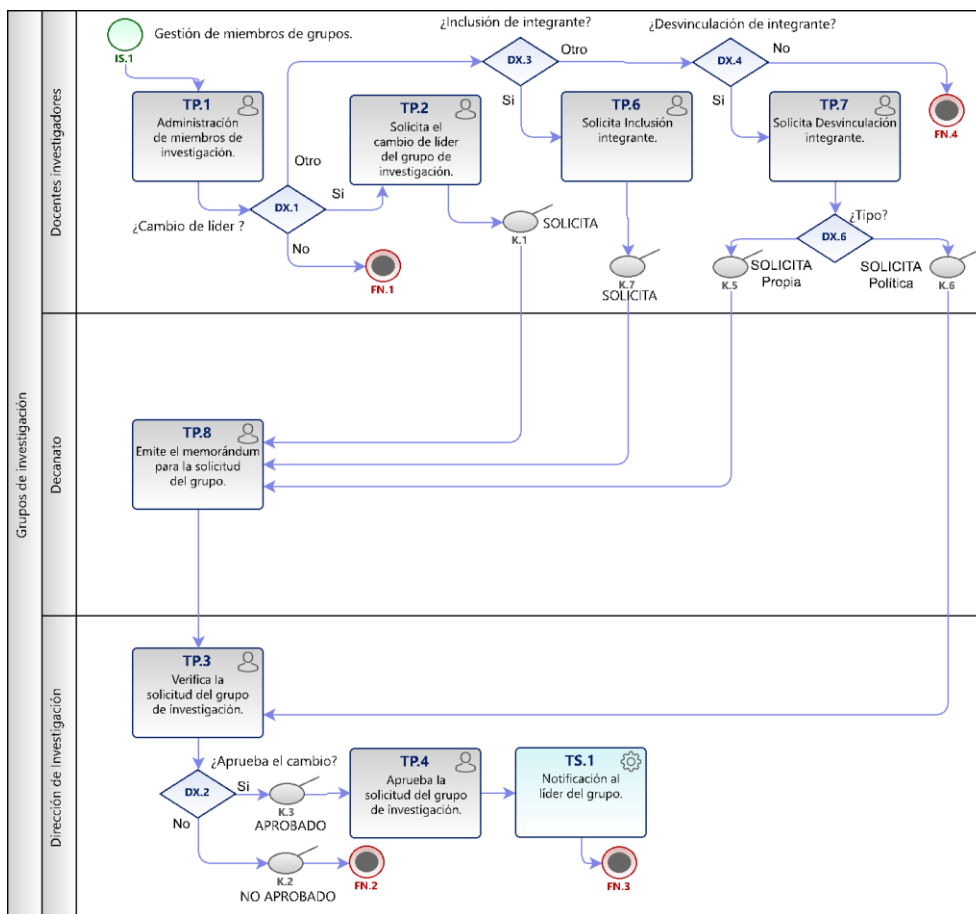 Grupos de investigación
Docentes investigadores
IS.1
Gestión de miembros de grupos.
TP.1
Administración
de miembros de
investigación.
¿Cambio de líder ?
DX.1
Otro
Si
No
FN.1
TP.2
Solicita el
cambio de líder
del grupo de
investigación.
K.1
SOLICITA
¿Inclusión de integrante?
DX.3
Otro
Si
TP.6
Solicita Inclusión
integrante.
K.7
SOLICITA
¿Desvinculación de integrante?
DX.4
No
Si
FN.4
TP.7
Solicita Desvinculación
integrante.
¿Tipo?
DX.6
K.5
SOLICITA
Propia
SOLICITA
Política
K.6
Decanato
TP.8
Emite el memorándum
para la solicitud
del grupo.
Dirección de Investigación
TP.3
Verifica la
solicitud del grupo
de investigación.
¿Aprueba el cambio?
DX.2
Si
No
K.3
APROBADO
K.2
NO APROBADO
FN.2
TP.4
Aprueba la
solicitud del grupo
de investigación.
TS.1
Notificación al
líder del grupo.
FN.3